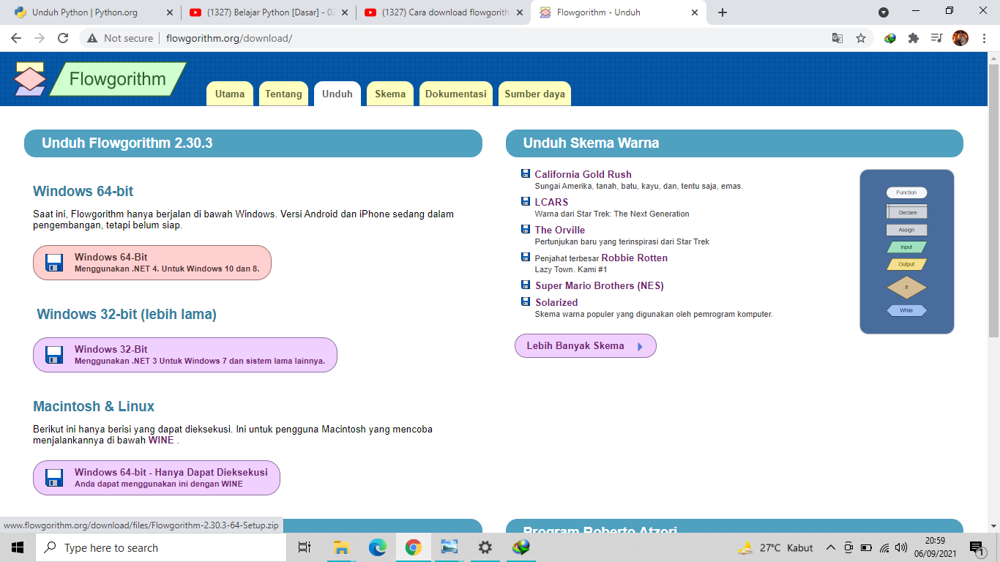 Unduh Python | Python.org
(1327) Belajar Python [Dasar] - 02
(1327) Cara download flowgorith
Flowgorithm - Unduh
Not secure
flowgorithm.org/download/
Flowgorithm
Utama
Tentang
Unduh
Skema
Dokumentasi
Sumber daya
Unduh Flowgorithm 2.30.3
Windows 64-bit
Saat ini, Flowgorithm hanya berjalan di bawah Windows. Versi Android dan iPhone sedang dalam
pengembangan, tetapi belum siap.
Windows 64-Bit
Menggunakan .NET 4. Untuk Windows 10 dan 8.
Windows 32-bit (lebih lama)
Windows 32-Bit
Menggunakan .NET 3 Untuk Windows 7 dan sistem lama lainnya.
Macintosh & Linux
Berikut ini hanya berisi yang dapat dieksekusi. Ini untuk pengguna Macintosh yang mencoba
menjalankannya di bawah WINE .
Windows 64-bit - Hanya Dapat Dieksekusi
Anda dapat menggunakan ini dengan WINE
Unduh Skema Warna
California Gold Rush
Sungai Amerika, tanah, batu, kayu, dan, tentu saja, emas.
LCARS
Warna dari Star Trek: The Next Generation
The Orville
Pertunjukan baru yang terinspirasi dari Star Trek
Penjahat terbesar Robbie Rotten
Lazy Town. Kami #1
Super Mario Brothers (NES)
Solarized
Skema warna populer yang digunakan oleh pemrogram komputer.
Lebih Banyak Skema
Function
Declare
Assign
Input
Output
If
While
Program Roberto Atzori
www.flowgorithm.org/download/files/Flowgorithm-2.30.3-64-Setup.zip
Type here to search
27°C Kabut
20:59
06/09/2021
1